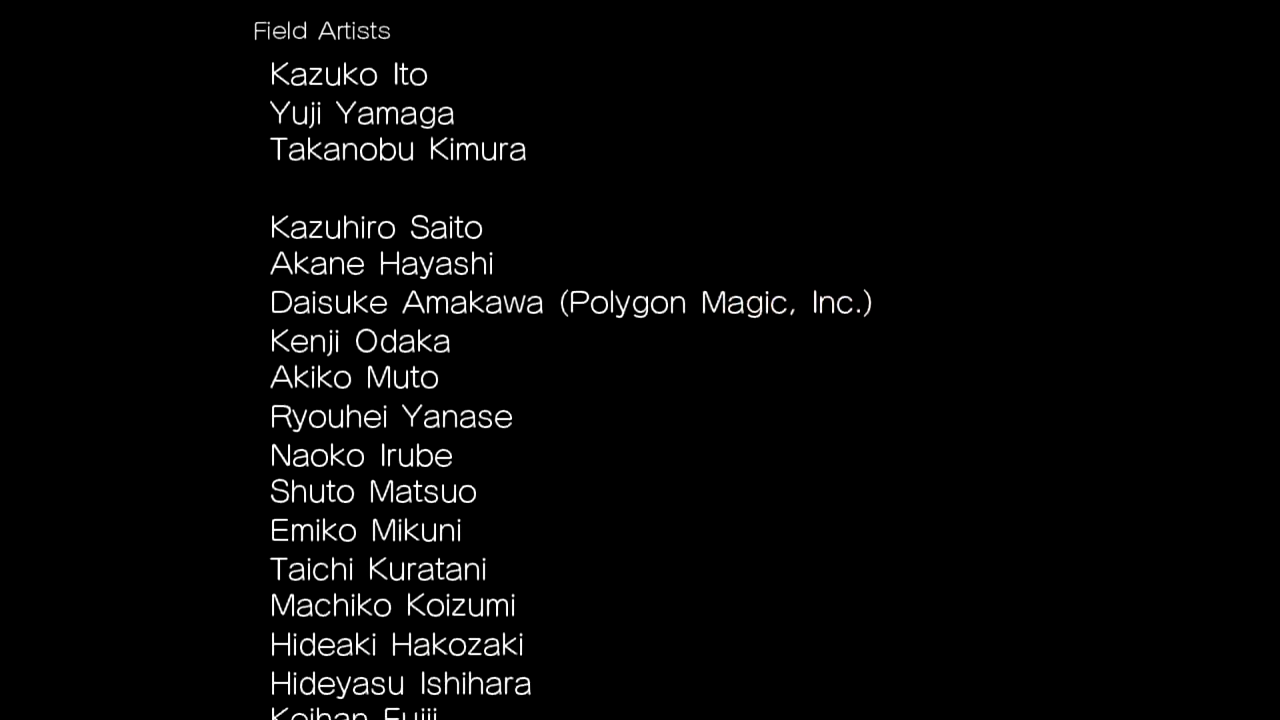 Field Artists
Kazuko Ito
Yuji Yamaga
Takanobu Kimura
Kazuhiro Saito
Akane Hayashi
Daisuke Amakawa (Polygon Magic, Inc.)
Kenji Odaka
Akiko Muto
Ryouhei Yanase
Naoko Irube
Shuto Matsuo
Emiko Mikuni
Taichi Kuratani
Machiko Koizumi
Hideaki Hakozaki
Hideyasu Ishihara